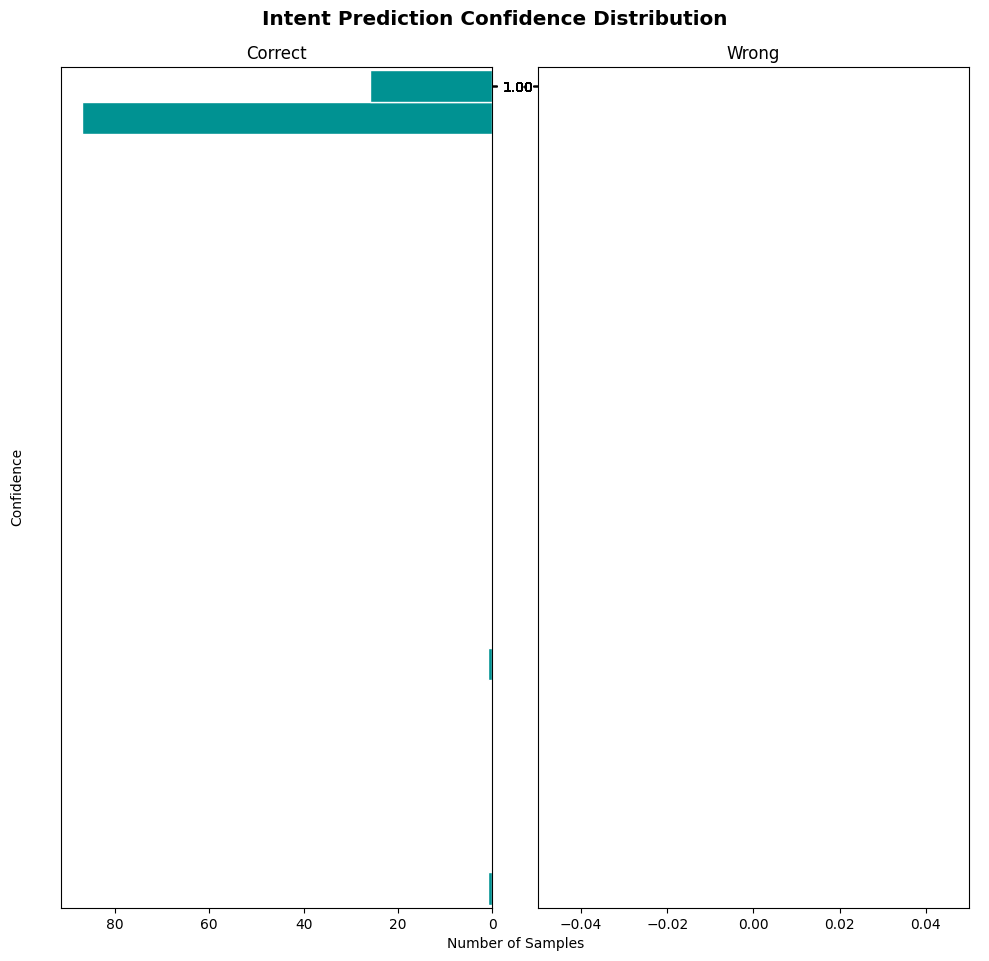 Intent Prediction Confidence Distribution
Correct
Wrong
1.00
Confidence
80 60 40 20 0
−0.04 −0.02 0.00 0.02 0.04
Number of Samples